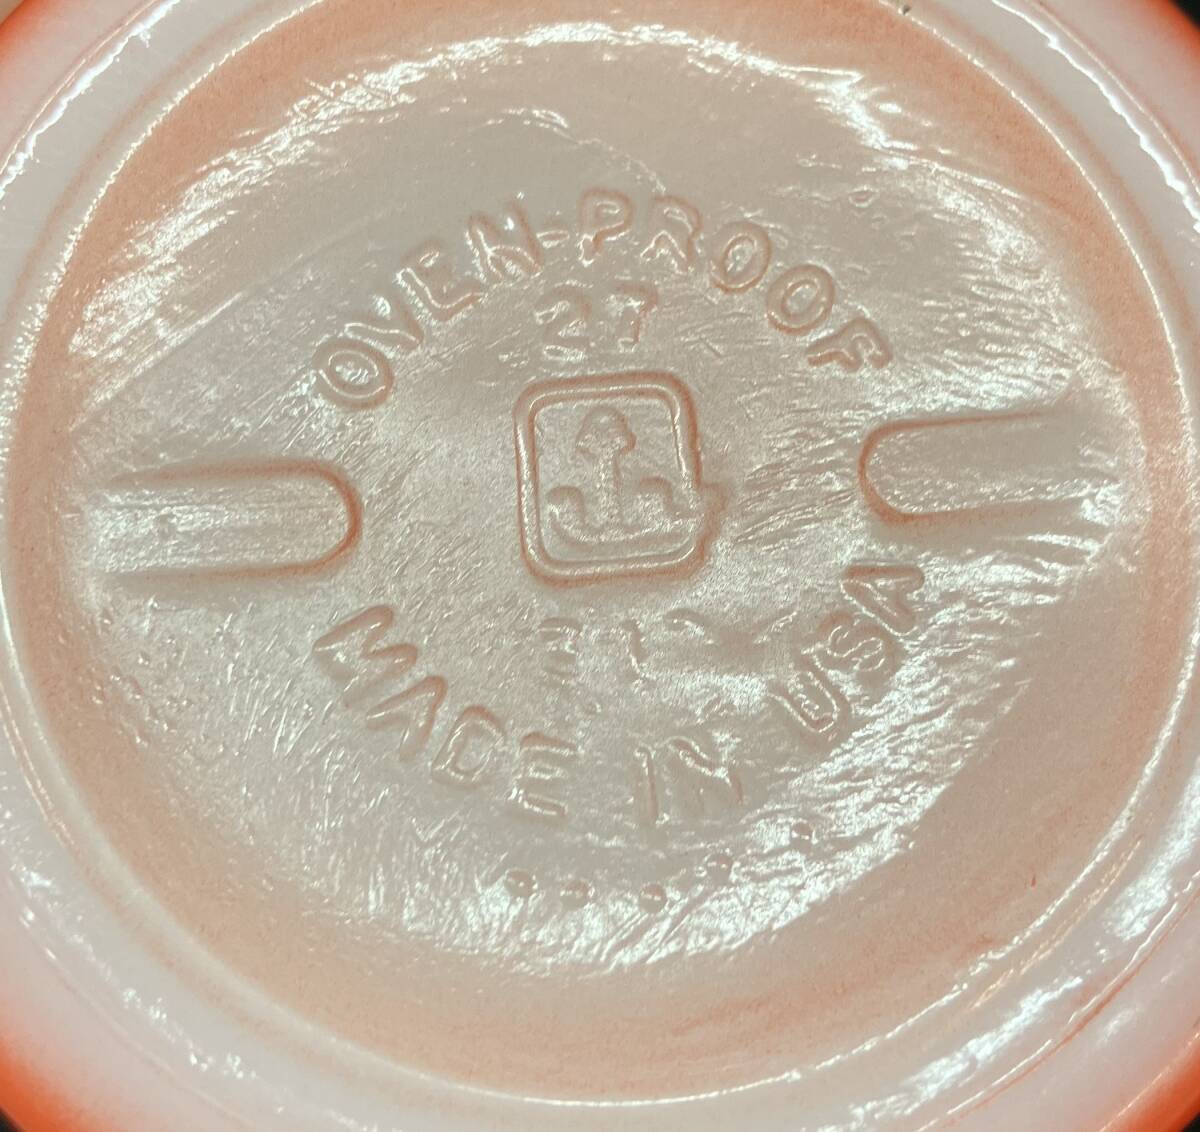 OVEN-PROOF
27
MADE IN USA